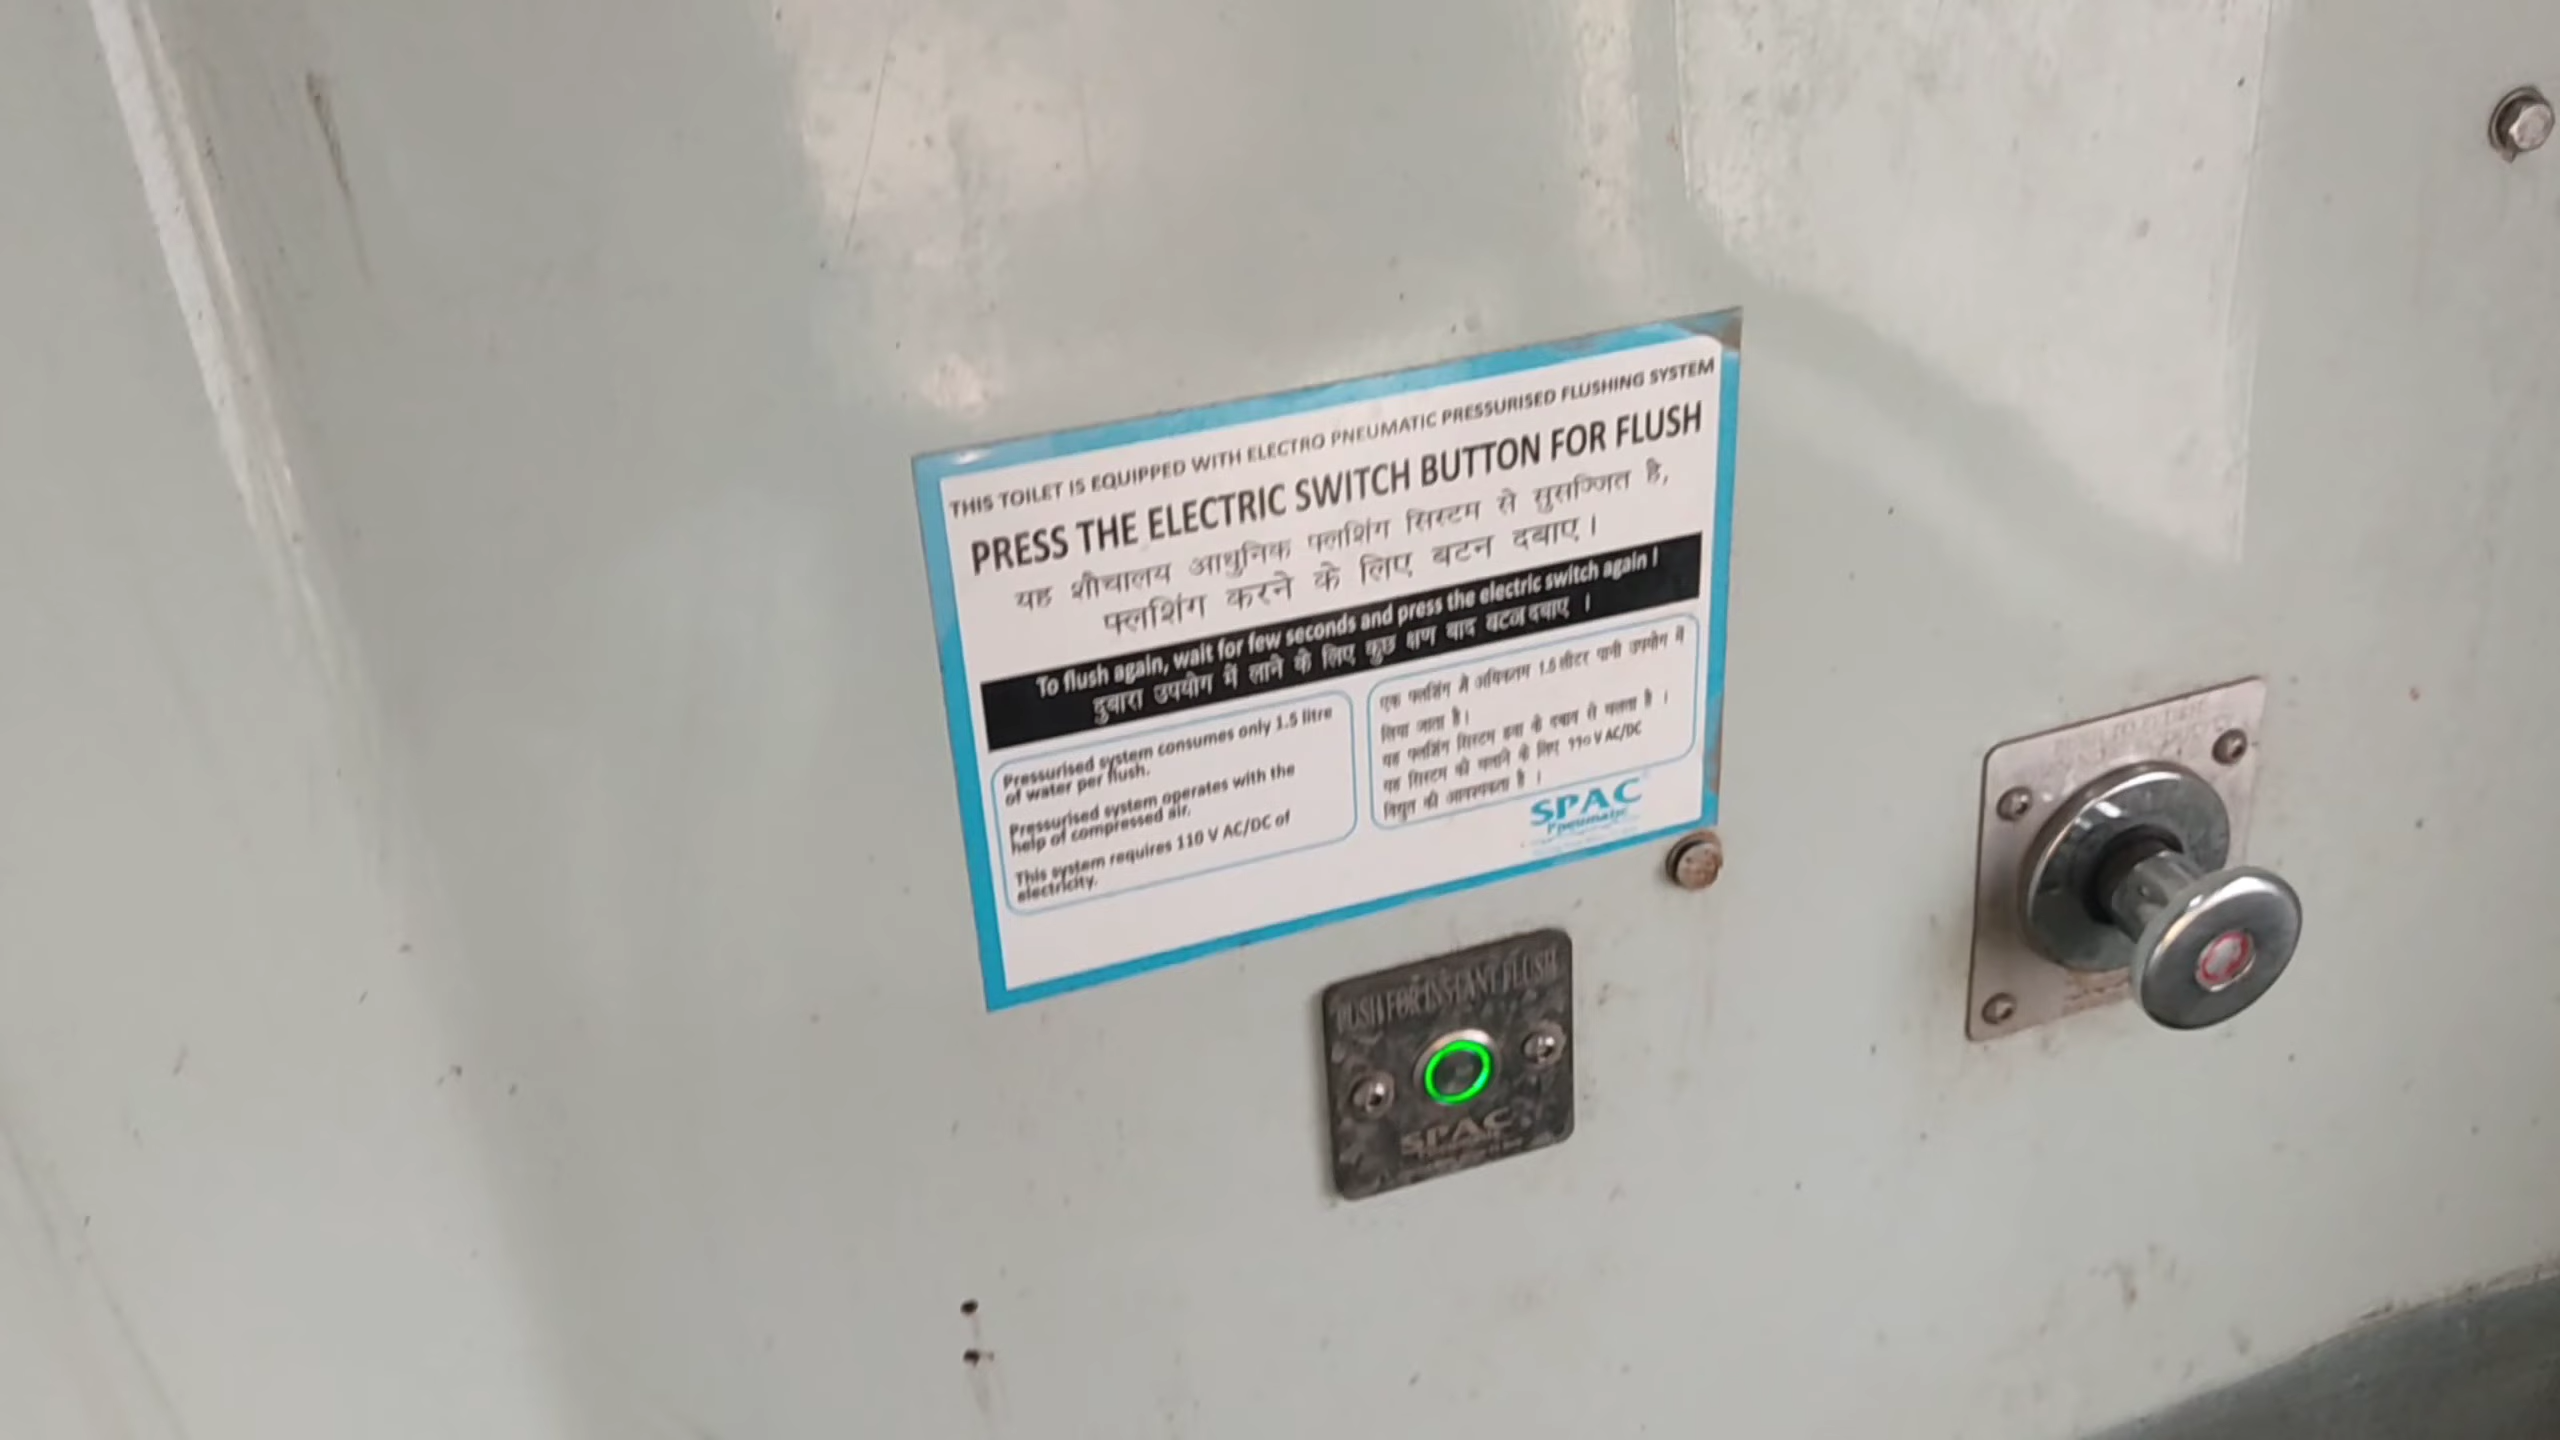 THIS TOILET IS EQUIPPED WITH ELECTRO PNEUMATIC PRESSURISED FLUSHING SYSTEM
PRESS THE ELECTRIC SWITCH BUTTON FOR FLUSH
यह शौचालय आधुनिक फ्लशिंग सिस्टम से सुसज्जित है,
फ्लशिंग करने के लिए बटन दबाए।
To flush again, wait for few seconds and press the electric switch again I
दुबारा उपयोग में लाने के लिए कुछ क्षण बाद बटन दबाए ।
Pressurised system consumes only 1.5 litre
of water per flush.
Pressurised system operates with the
help of compressed air.
This system requires 110 V AC/DC of
electricity.
एक फ्लशिंग में अधिकतम 1.5 लीटर पानी उपयोग में
लिया जाता है।
यह फ्लशिंग सिस्टम हवा के दबाव से चलता है ।
यह सिस्टम को चलाने के लिए ११० V AC/DC
विद्युत की आवश्यकता है ।
SPAC
Pneumatic
PUSH FOR INSTANT FLUSH
SPAC